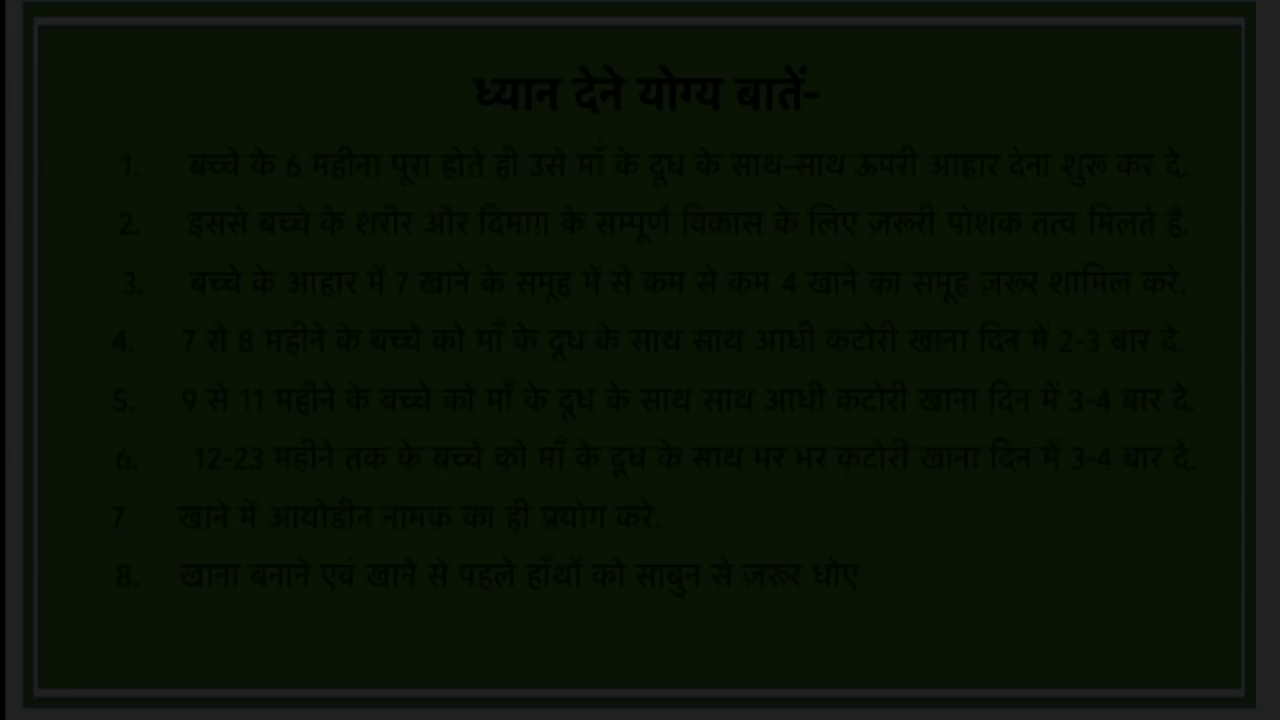 ध्यान देने योग्य बातें-
1. बच्चे के 6 महीना पूरा होते ही उसे माँ के दूध के साथ-साथ ऊपरी आहार देना शुरू कर दे.
2. इससे बच्चे के शरीर और दिमाग़ के सम्पूर्ण विकास के लिए ज़रूरी पोशक तत्व मिलते है.
3. बच्चे के आहार में 7 खाने के समूह में से कम से कम 4 खाने का समूह ज़रूर शामिल करे.
4. 7 से 8 महीने के बच्चे को माँ के दूध के साथ साथ आधी कटोरी खाना दिन में 2-3 बार दे.
5. 9 से 11 महीने के बच्चे को माँ के दूध के साथ साथ आधी कटोरी खाना दिन में 3-4 बार दे.
6. 12-23 महीने तक के बच्चे को माँ के दूध के साथ भर भर कटोरी खाना दिन में 3-4 बार दे.
7. खाने में आयोडीन नामक का ही प्रयोग करे.
8. खाना बनाने एवं खाने से पहले हाँथों को साबुन से जरूर धोए